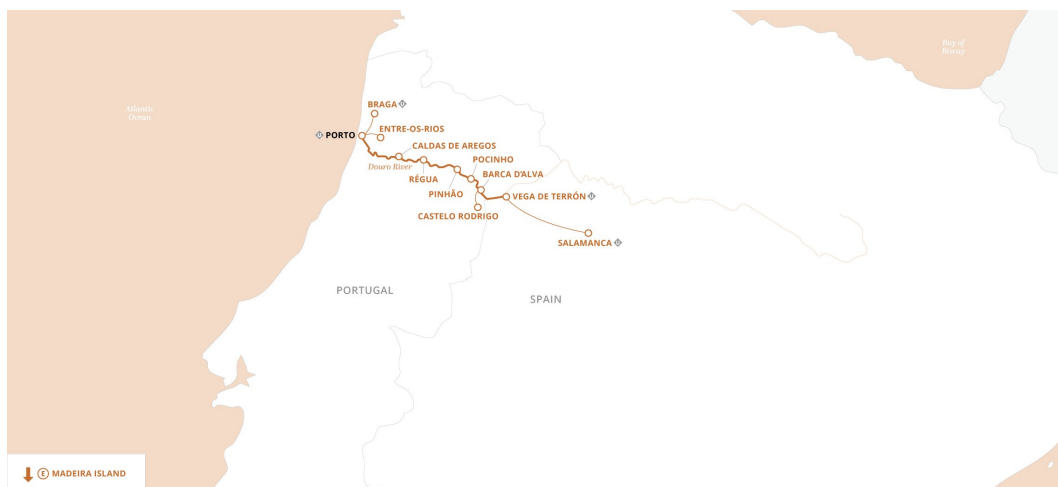 Bay of
Biscay
Atlantic
Ocean
BRAGA
PORTO
ENTRE-OS-RIOS
CALDAS DE AREGOS
Douro River
POCINHO
RÉGUA
BARCA D'ALVA
PINHÃO
VEGA DE TERRÓN
CASTELO RODRIGO
SALAMANCA
PORTUGAL
SPAIN
E MADEIRA ISLAND